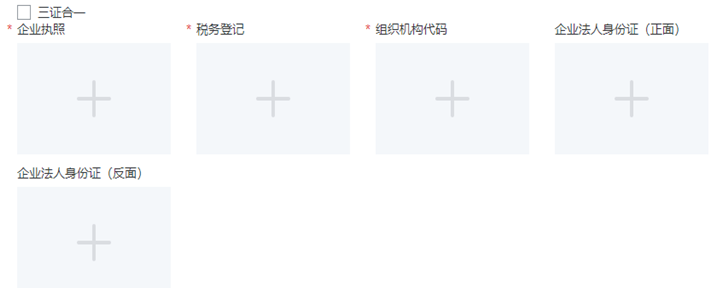 三证合一
* 企业执照
* 税务登记
* 组织机构代码
企业法人身份证（正面）
企业法人身份证（反面）